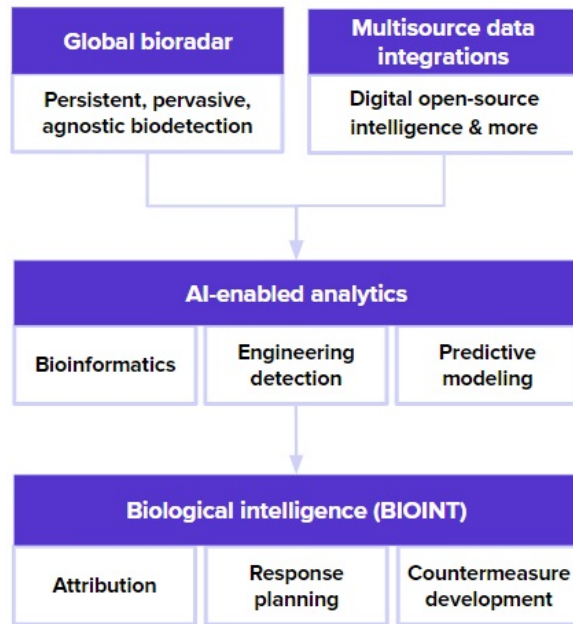 Global bioradar
Persistent, pervasive,
agnostic biodetection
Multisource data
integrations
Digital open-source
intelligence & more
AI-enabled analytics
Bioinformatics
Engineering
detection
Predictive
modeling
Biological intelligence (BIOINT)
Attribution
Response
planning
Countermeasure
development